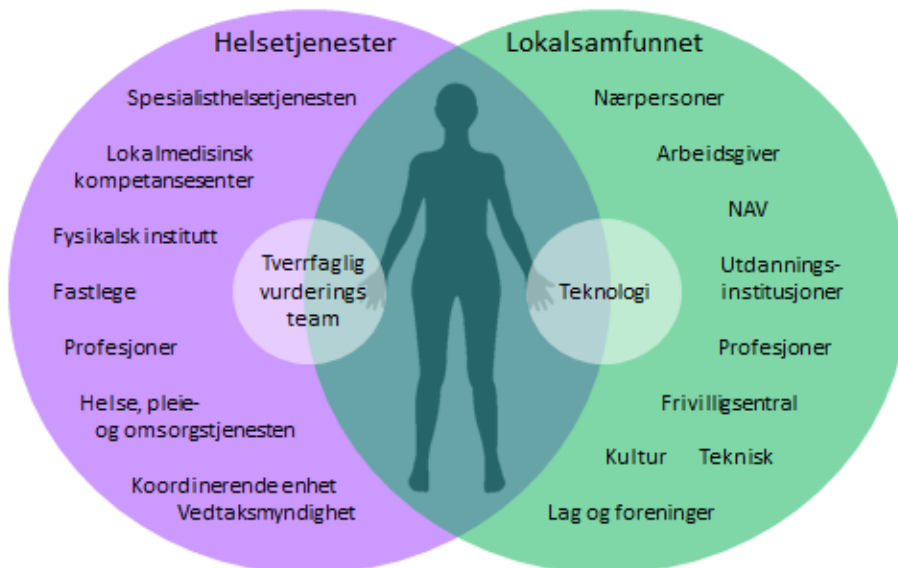 Helsetjenester
Spesialisthelsetjenesten
Lokalmedisinsk
kompetansesenter
Fysikalsk institutt
Fastlege
Profesjoner
Helse, pleie-
og omsorgstjenesten
Koordinerende enhet
Vedtaksmyndighet
Tverrfaglig
vurderings
team
Lokalsamfunnet
Nærpersoner
Arbeidsgiver
NAV
Utdannings-
institusjoner
Profesjoner
Frivilligsentral
Kultur Teknisk
Lag og foreninger
Teknologi